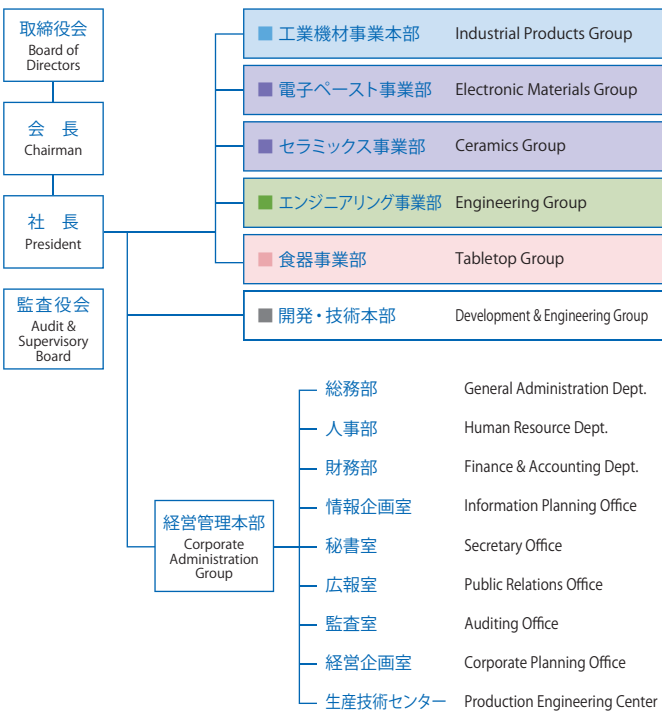 取締役会
Board of
Directors
会 長
Chairman
社 長
President
監査役会
Audit &
Supervisory
Board
工業機材事業本部 Industrial Products Group
電子ペースト事業部 Electronic Materials Group
セラミックス事業部 Ceramics Group
エンジニアリング事業部 Engineering Group
食器事業部 Tabletop Group
開発・技術本部 Development & Engineering Group
経営管理本部
Corporate
Administration
Group
総務部 General Administration Dept.
人事部 Human Resource Dept.
財務部 Finance & Accounting Dept.
情報企画室 Information Planning Office
秘書室 Secretary Office
広報室 Public Relations Office
監査室 Auditing Office
経営企画室 Corporate Planning Office
生産技術センター Production Engineering Center